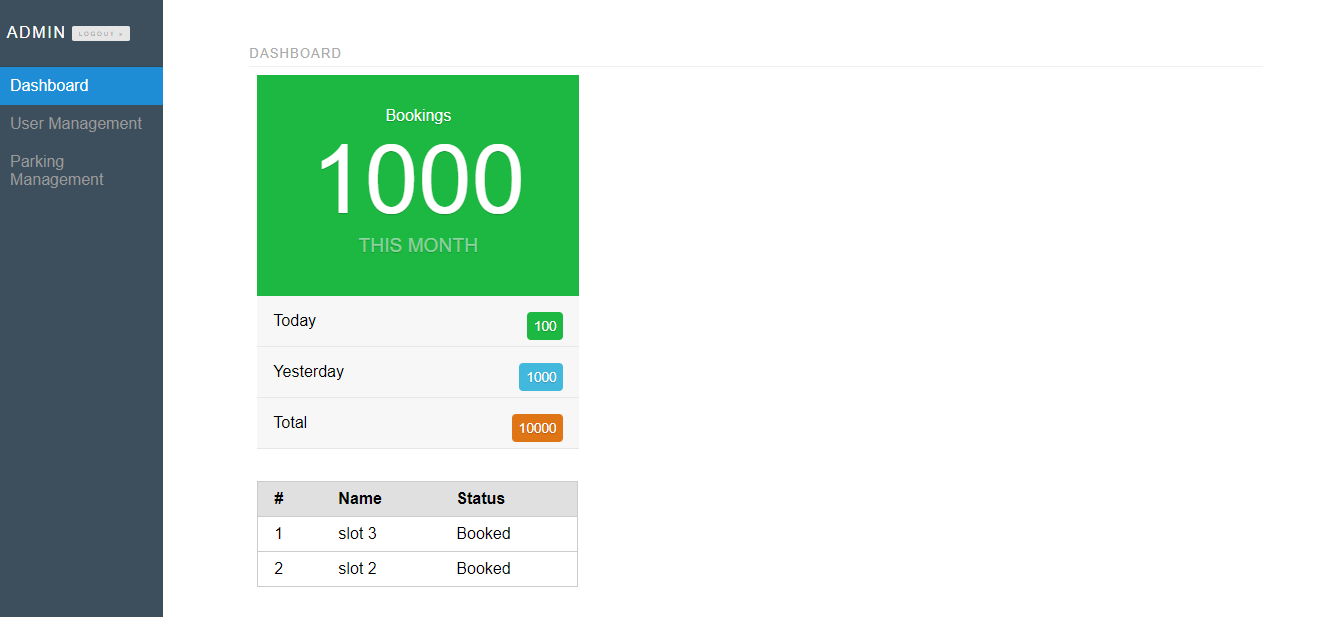 ADMIN LOGOUT »
Dashboard
User Management
Parking
Management
DASHBOARD
Bookings
1000
THIS MONTH
Today 100
Yesterday 1000
Total 10000
# Name Status
1 slot 3 Booked
2 slot 2 Booked